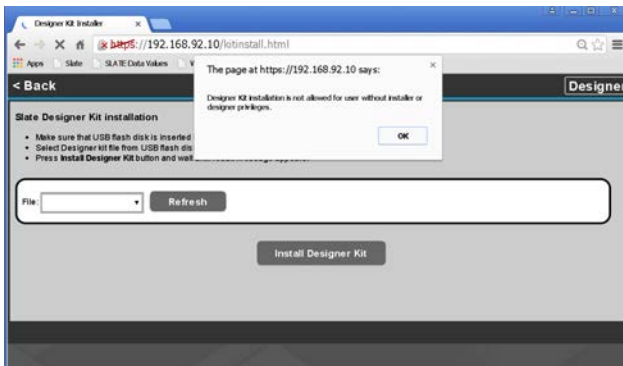 Designer Kit Installer
https://192.168.92.10/kitinstall.html
Apps Slate SLATE Data Values V
The page at https://192.168.92.10 says:
Designer Kit installation is not allowed for user without installer or
designer privileges.
OK
< Back
Designe
Slate Designer Kit installation
Make sure that USB flash disk is inserted
Select Designer kit file from USB flash dis
Press Install Designer Kit button and wait
File:
Refresh
Install Designer Kit